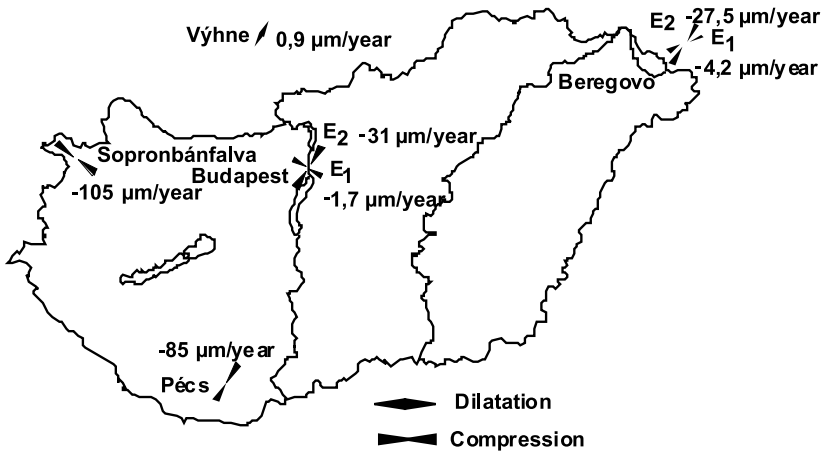 Výhne 0,9 µm/year
E2 -27,5 µm/year
E1
-4,2 µm/year
Beregovo
Sopronbánfalva
-105 µm/year
E2 -31 µm/year
Budapest E1
-1,7 µm/year
-85 µm/year
Pécs
Dilatation
Compression